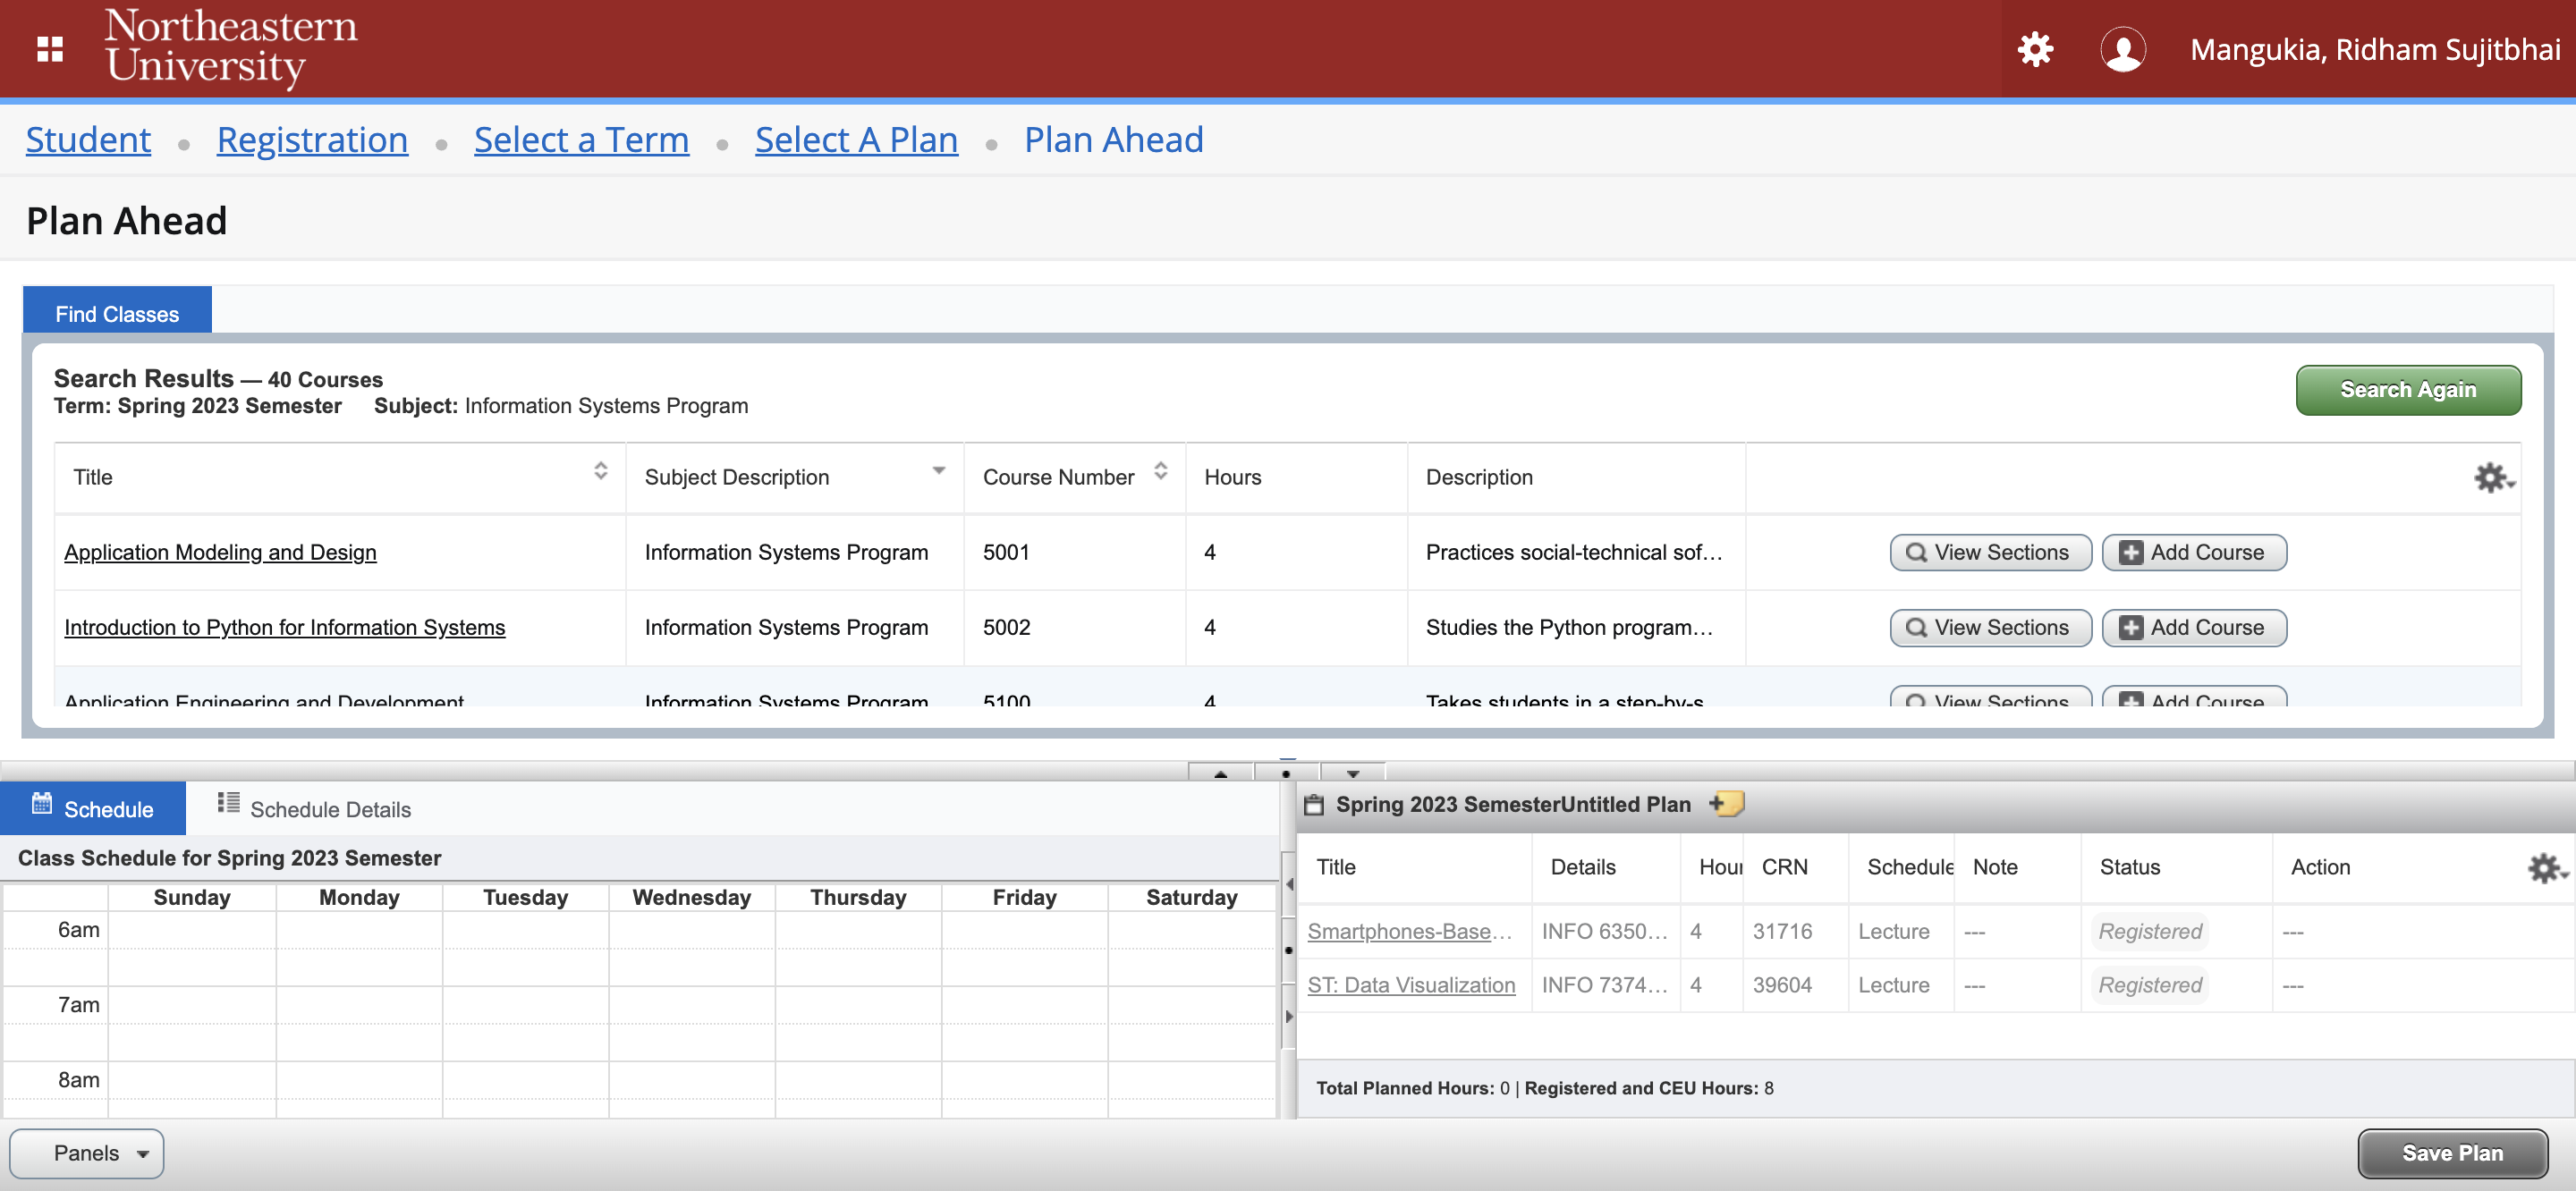 Northeastern
University
Mangukia, Ridham Sujitbhai
Student • Registration • Select a Term • Select A Plan • Plan Ahead
Plan Ahead
Find Classes
Search Results — 40 Courses
Term: Spring 2023 Semester Subject: Information Systems Program
Search Again
Title Subject Description Course Number Hours Description
Application Modeling and Design Information Systems Program 5001 4 Practices social-technical sof... View Sections Add Course
Introduction to Python for Information Systems Information Systems Program 5002 4 Studies the Python program... View Sections Add Course
Application Engineering and Development Information Systems Program 5100 4 Takes students in a step-by-s View Sections Add Course
Schedule Schedule Details
Class Schedule for Spring 2023 Semester
Sunday Monday Tuesday Wednesday Thursday Friday Saturday
6am
7am
8am
Spring 2023 SemesterUntitled Plan
Title Details Hour CRN Schedule Note Status Action
Smartphones-Base... INFO 6350... 4 31716 Lecture --- Registered ---
ST: Data Visualization INFO 7374... 4 39604 Lecture --- Registered ---
Total Planned Hours: 0 | Registered and CEU Hours: 8
Panels
Save Plan